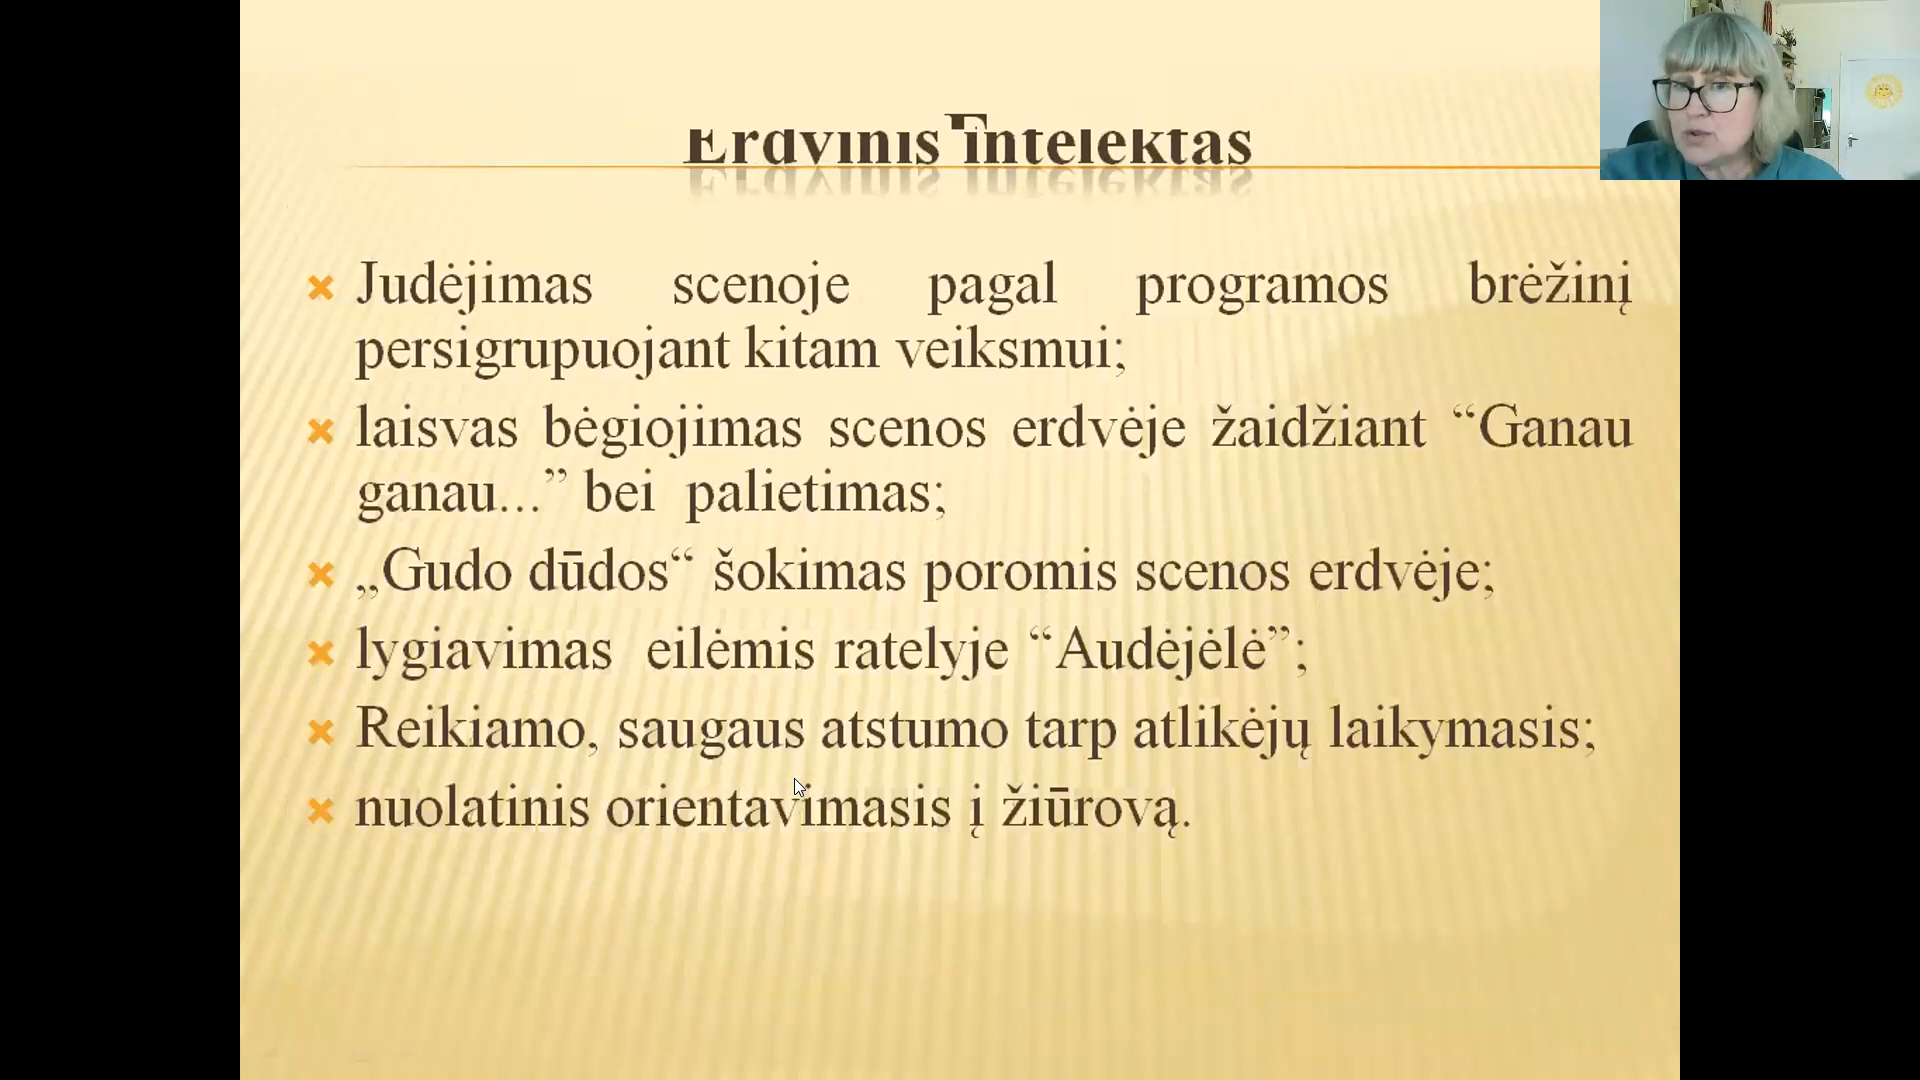 Erdvinis intelektas
Judėjimas scenoje pagal programos brėžinį
persigrupuojant kitam veiksmui;
laisvas bėgiojimas scenos erdvėje žaidžiant “Ganau
ganau...” bei palietimas;
„Gudo dūdos“ šokimas poromis scenos erdvėje;
lygiavimas eilėmis ratelyje “Audėjėlė”;
Reikiamo, saugaus atstumo tarp atlikėjų laikymasis;
nuolatinis orientavimasis į žiūrovą.